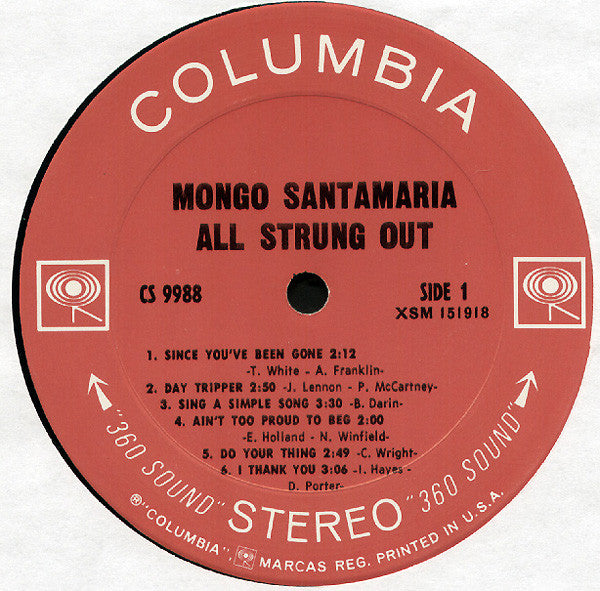 COLUMBIA
MONGO SANTAMARIA
ALL STRUNG OUT
CS 9988
SIDE 1
XSM 151918
1. SINCE YOU'VE BEEN GONE 2:12
-T. White - A. Franklin-
2. DAY TRIPPER 2:50 -J. Lennon - P. McCartney-
3. SING A SIMPLE SONG 3:30 -B. Darin-
4. AIN'T TOO PROUD TO BEG 2:00
-E. Holland - N. Winfield-
5. DO YOUR THING 2:49 -C. Wright-
6. I THANK YOU 3:06 -I. Hayes -
D. Porter-
"360 SOUND" STEREO "360 SOUND"
℗"COLUMBIA", MARCAS REG. PRINTED IN U.S.A.